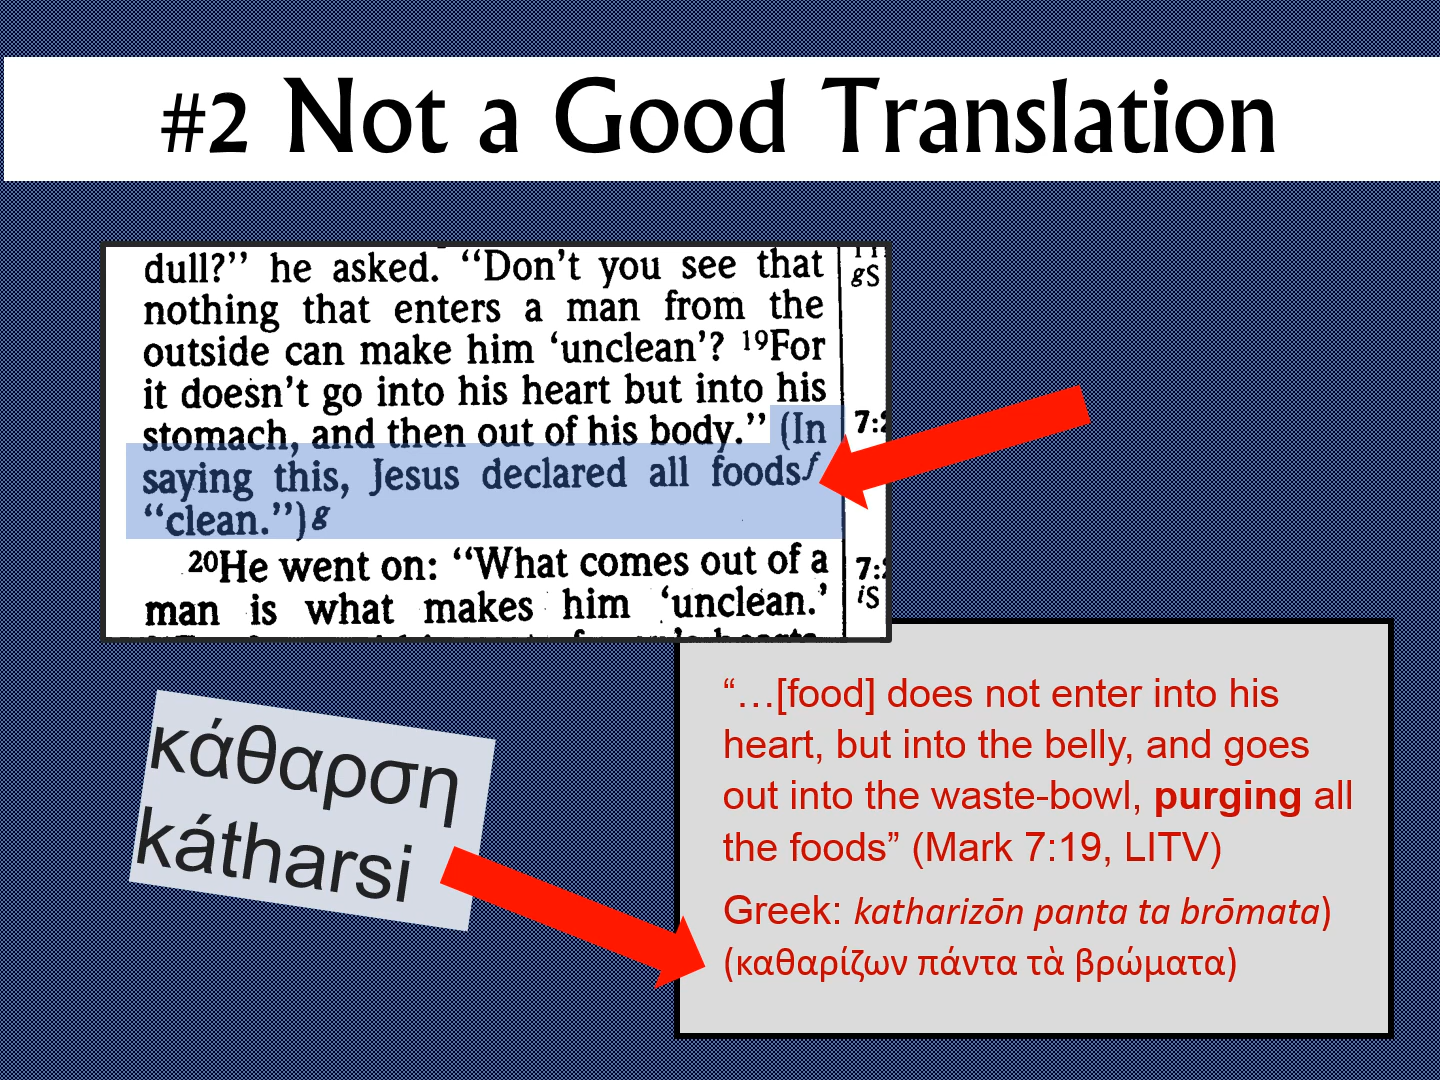 #2 Not a Good Translation
dull?” he asked. “Don’t you see that
nothing that enters a man from the
outside can make him ‘unclean’? ¹⁹For
it doesn’t go into his heart but into his
stomach, and then out of his body.” (In
saying this, Jesus declared all foodsᶠ
“clean.”)ᵍ
²⁰He went on: “What comes out of a
man is what makes him ‘unclean.’
gS
7:
7:
iS
κάθαρση
kátharsi
“…[food] does not enter into his
heart, but into the belly, and goes
out into the waste-bowl, purging all
the foods” (Mark 7:19, LITV)
Greek: katharizōn panta ta brōmata)
(καθαρίζων πάντα τὰ βρώματα)